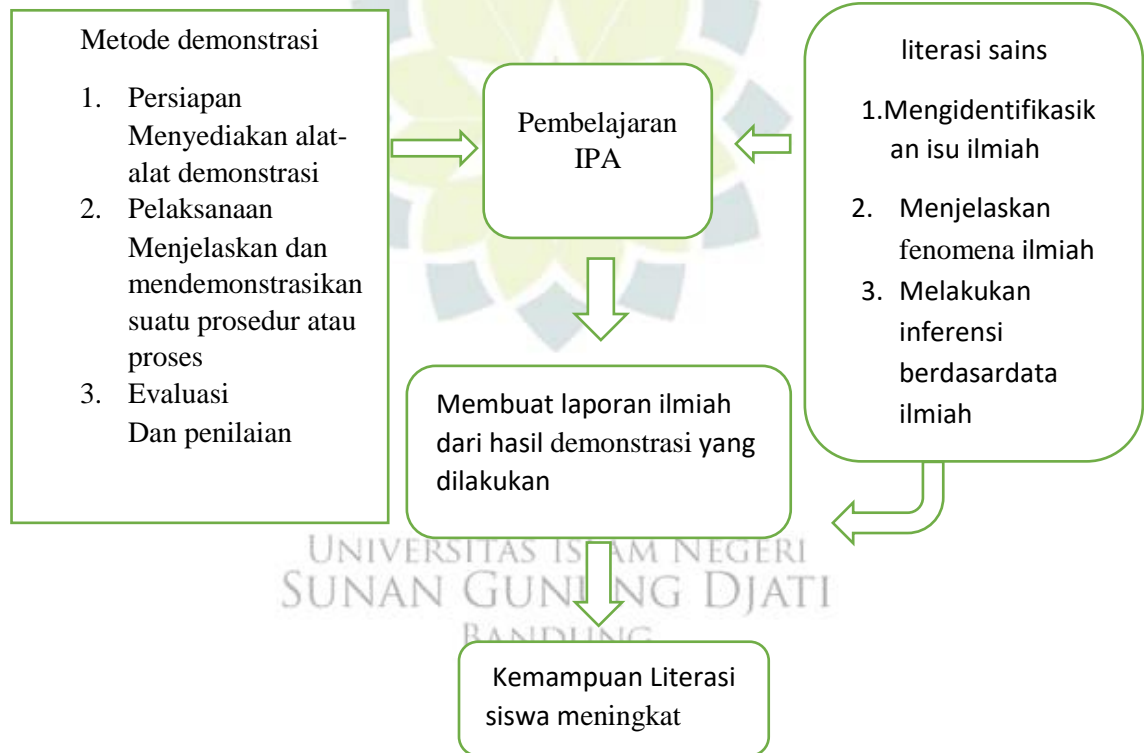 Metode demonstrasi
1. Persiapan
Menyediakan alat-
alat demonstrasi
2. Pelaksanaan
Menjelaskan dan
mendemonstrasikan
suatu prosedur atau
proses
3. Evaluasi
Dan penilaian
Pembelajaran
IPA
literasi sains
1.Mengidentifikasik
an isu ilmiah
2. Menjelaskan
fenomena ilmiah
3. Melakukan
inferensi
berdasardata
ilmiah
Membuat laporan ilmiah
dari hasil demonstrasi yang
dilakukan
UNIVERSITAS ISLAM NEGERI
SUNAN GUNUNG DJATI
BANDUNG
Kemampuan Literasi
siswa meningkat